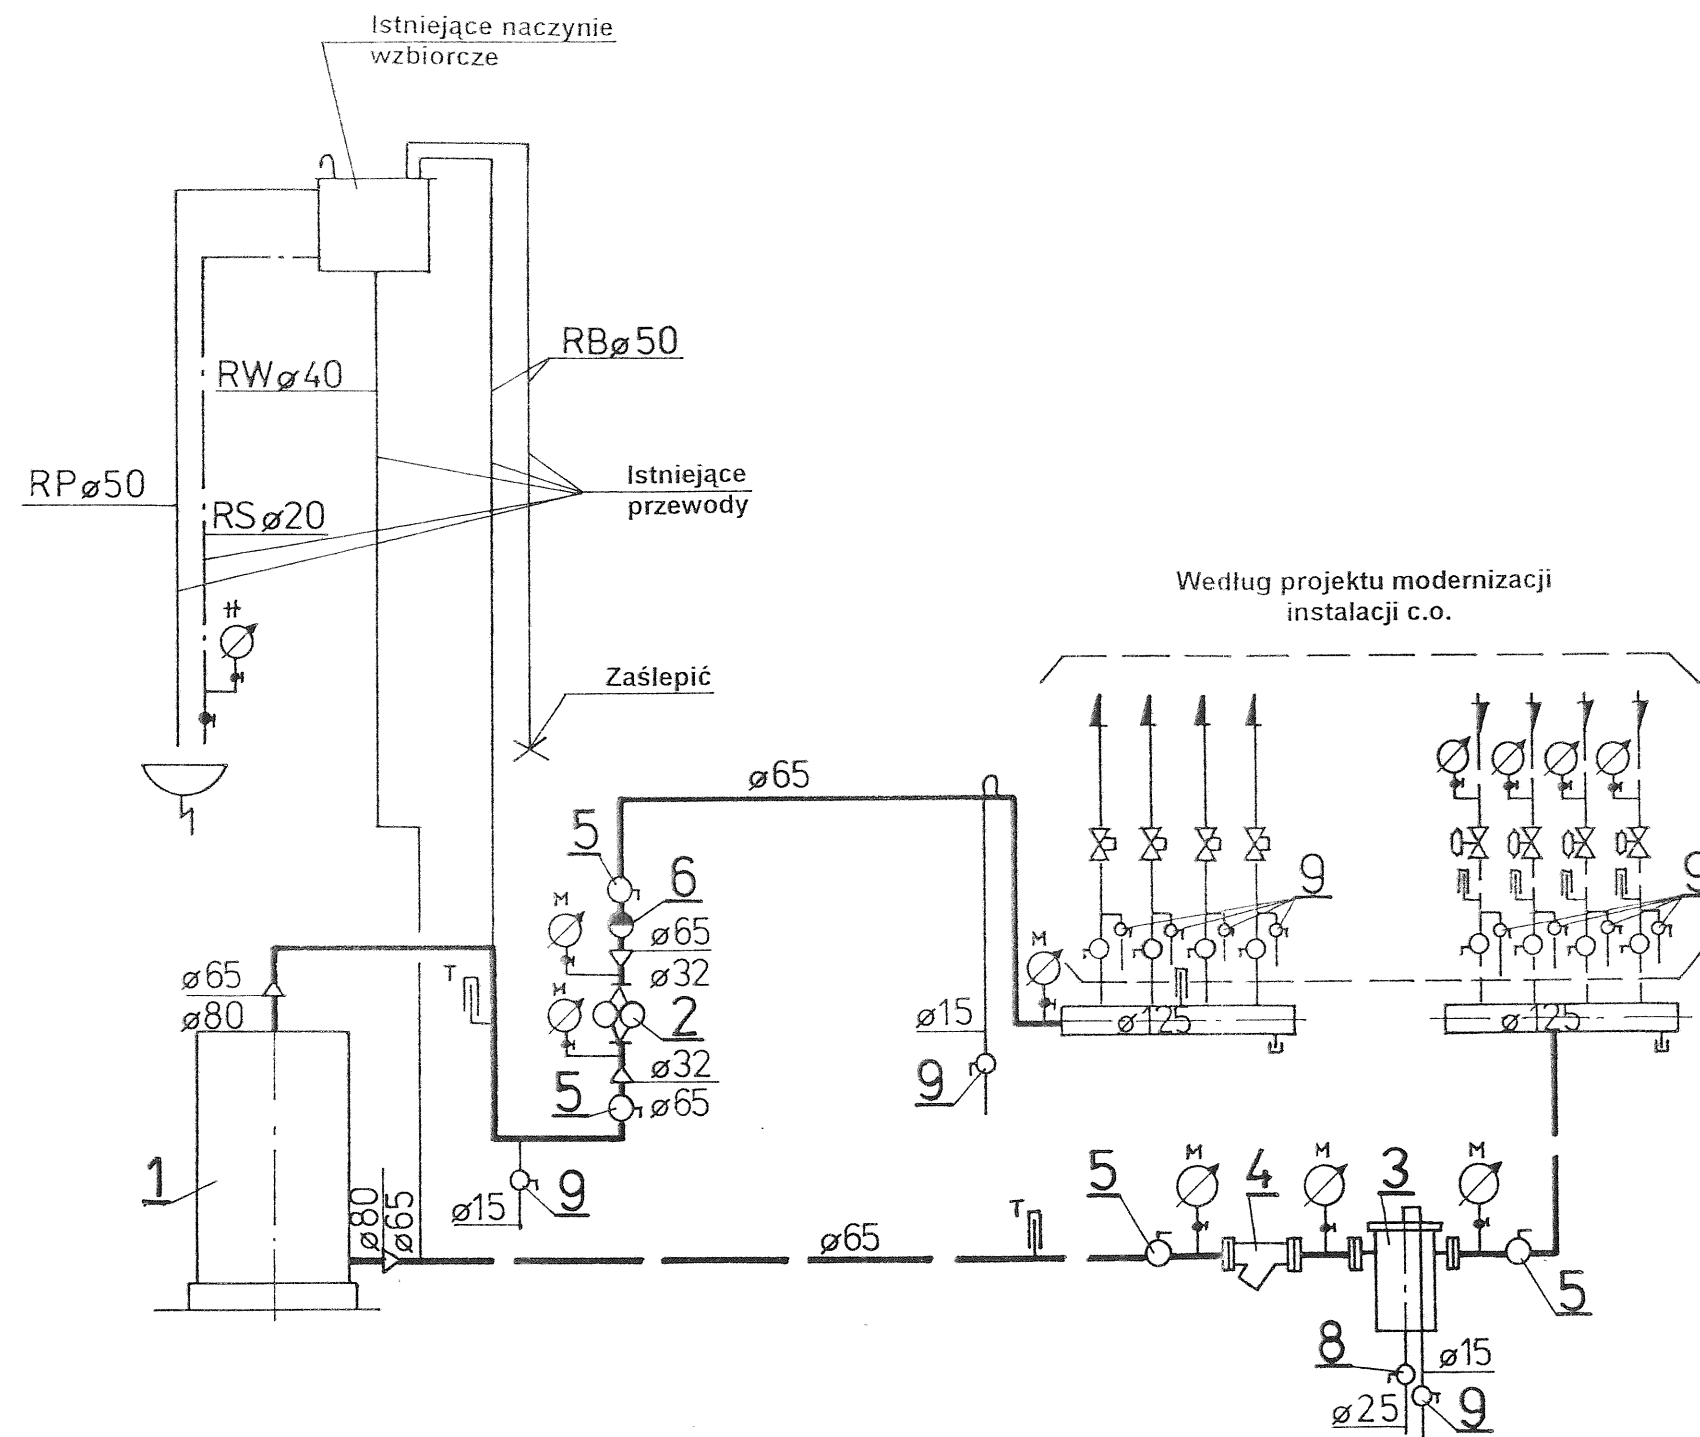 Istniejące naczynie
wzbiorcze
RBø50
RWø40
RPø50
Istniejące
przewody
RSø20
H
Zaślepić
Według projektu modernizacji
instalacji c.o.
ø65
5
6
M
ø65
ø32
M
2
ø32
5
ø65
T
ø65
ø80
9
9
M
ø125
ø125
ø15
9
1
ø80
ø65
9
ø15
ø65
T
5
M
4
M
3
M
5
8
ø15
ø25
9